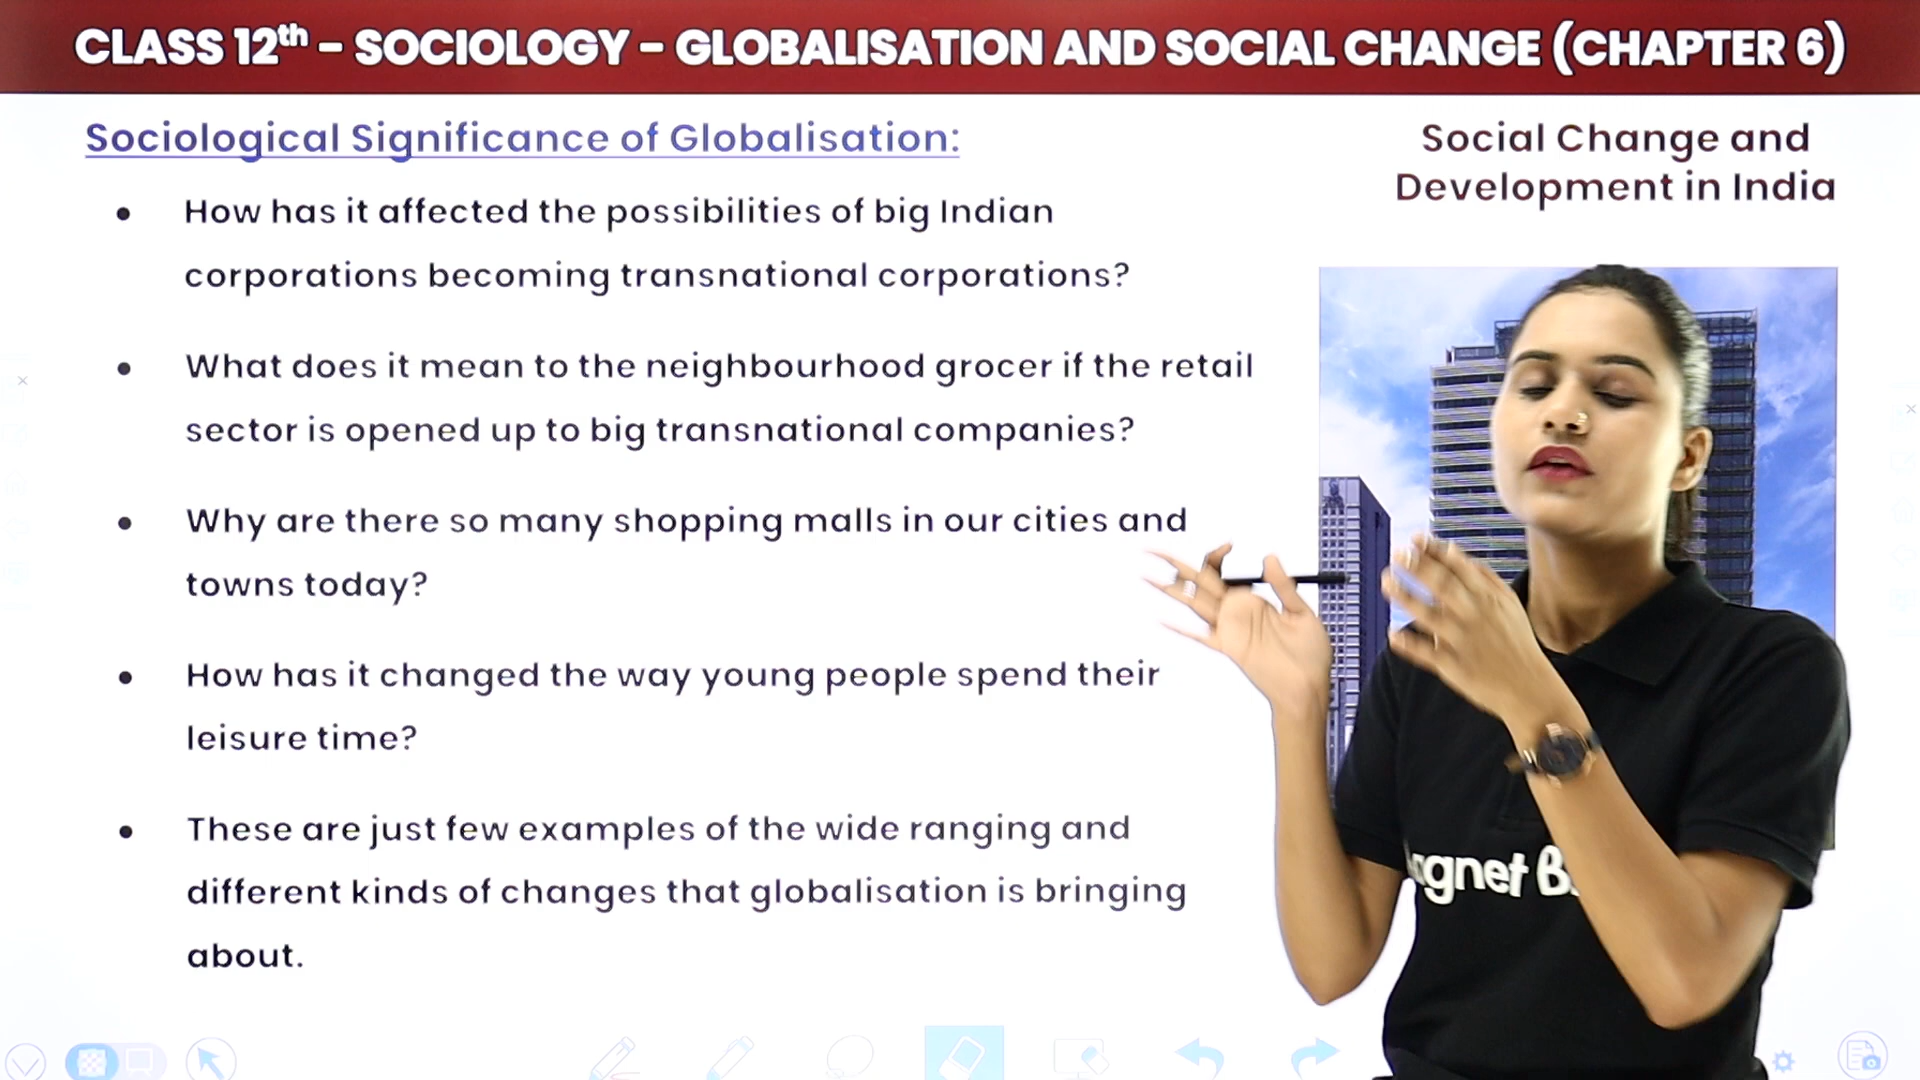 CLASS 12th – SOCIOLOGY – GLOBALISATION AND SOCIAL CHANGE (CHAPTER 6)
Sociological Significance of Globalisation:
Social Change and
Development in India
• How has it affected the possibilities of big Indian
corporations becoming transnational corporations?
• What does it mean to the neighbourhood grocer if the retail
sector is opened up to big transnational companies?
• Why are there so many shopping malls in our cities and
towns today?
• How has it changed the way young people spend their
leisure time?
• These are just few examples of the wide ranging and
different kinds of changes that globalisation is bringing
about.